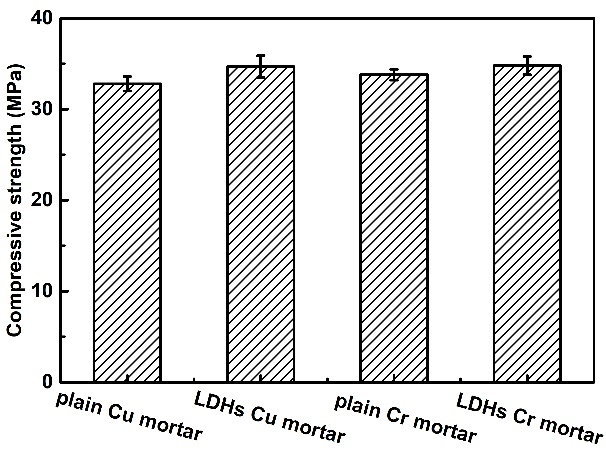 Compressive strength (MPa)
40
30
20
10
0
plain Cu mortar
LDHs Cu mortar
plain Cr mortar
LDHs Cr mortar